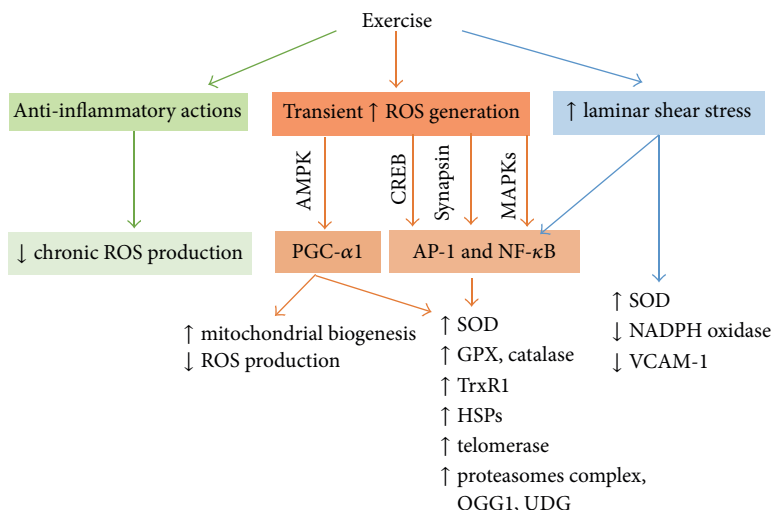 Exercise
Anti-inflammatory actions
Transient ↑ ROS generation
↑ laminar shear stress
AMPK
CREB
Synapsin
MAPKs
↓ chronic ROS production
PGC-α1
AP-1 and NF-κB
↑ mitochondrial biogenesis
↓ ROS production
↑ SOD
↑ GPX, catalase
↑ TrxR1
↑ HSPs
↑ telomerase
↑ proteasomes complex,
OGG1, UDG
↑ SOD
↓ NADPH oxidase
↓ VCAM-1